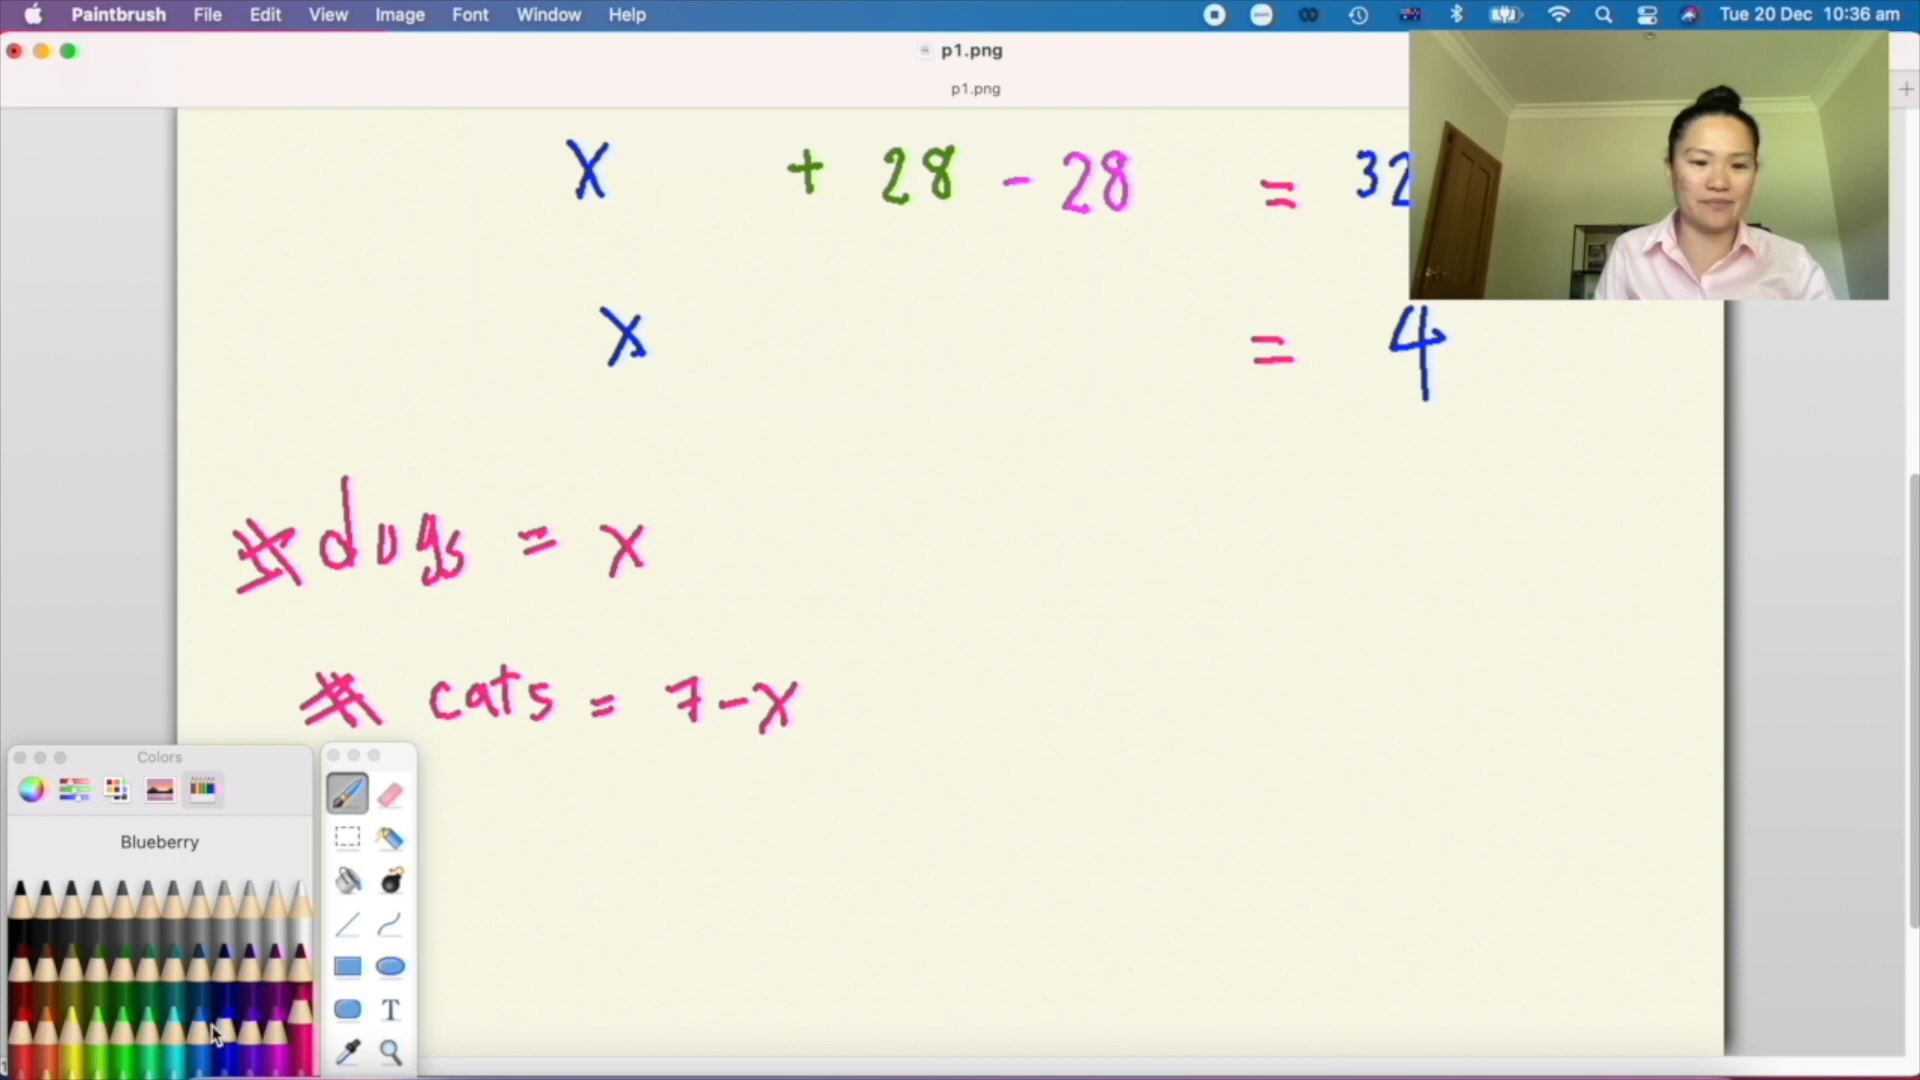 Paintbrush File Edit View Image Font Window Help Tue 20 Dec 10:36 am
p1.png
p1.png
x + 28 - 28 = 32
x = 4
# dogs = x
# cats = 7-x
Colors
Blueberry
T